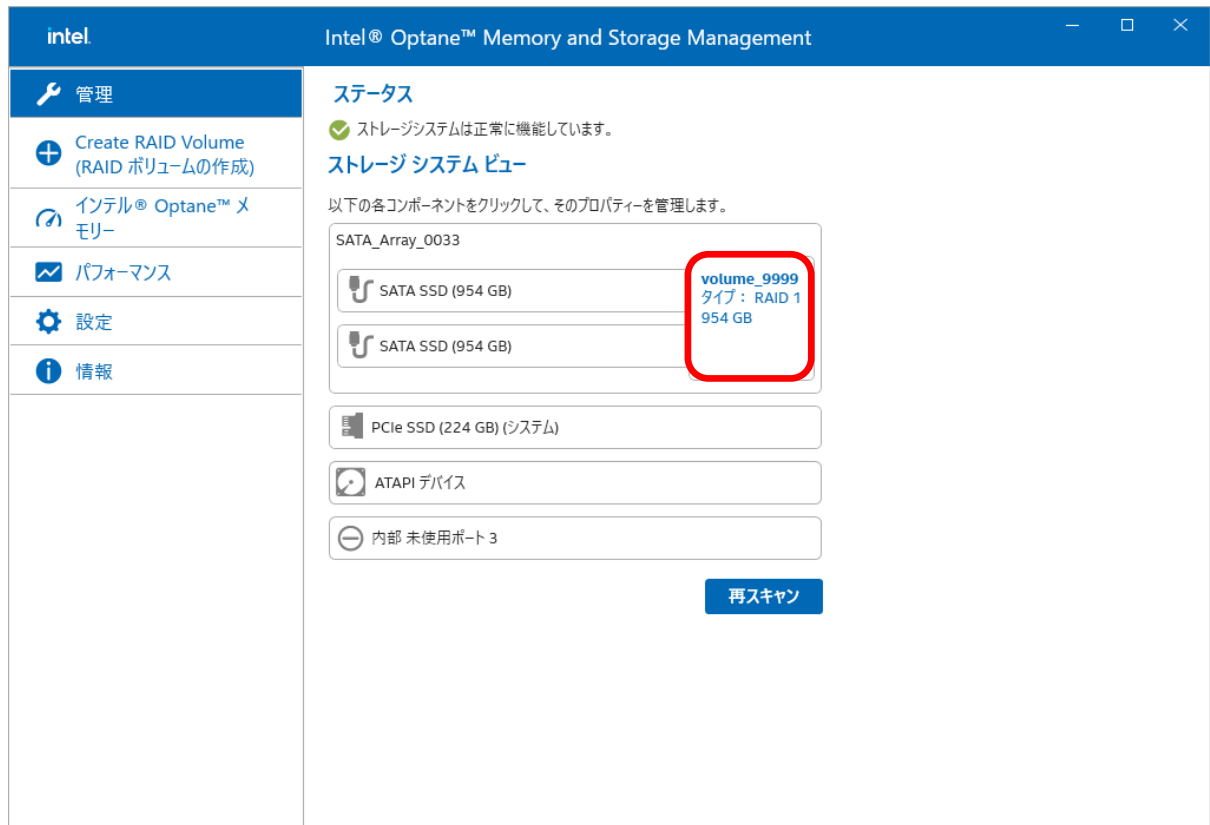 intel.
Intel® Optane™ Memory and Storage Management
管理
Create RAID Volume
(RAID ボリュームの作成)
インテル® Optane™ メ
モリー
パフォーマンス
設定
情報
ステータス
ストレージシステムは正常に機能しています。
ストレージ システム ビュー
以下の各コンポーネントをクリックして、そのプロパティーを管理します。
SATA_Array_0033
SATA SSD (954 GB)
SATA SSD (954 GB)
volume_9999
タイプ： RAID 1
954 GB
PCIe SSD (224 GB) (システム)
ATAPI デバイス
内部 未使用ポート 3
再スキャン